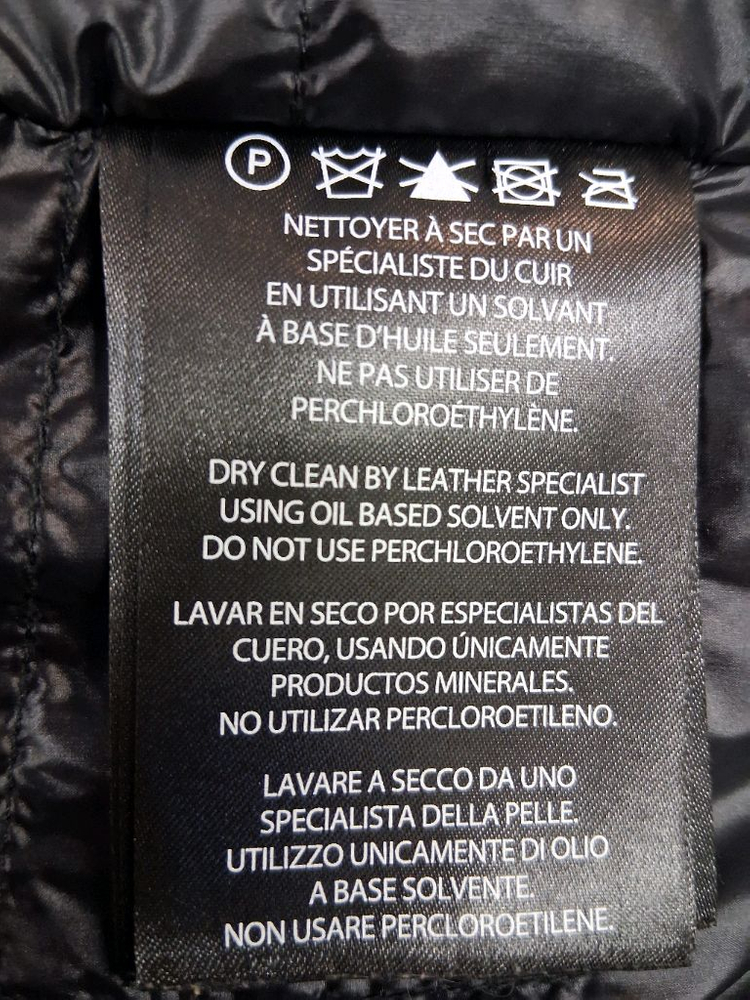 P
NETTOYER À SEC PAR UN
SPÉCIALISTE DU CUIR
EN UTILISANT UN SOLVANT
À BASE D'HUILE SEULEMENT.
NE PAS UTILISER DE
PERCHLOROÉTHYLÈNE.
DRY CLEAN BY LEATHER SPECIALIST
USING OIL BASED SOLVENT ONLY.
DO NOT USE PERCHLOROETHYLENE.
LAVAR EN SECO POR ESPECIALISTAS DEL
CUERO, USANDO ÚNICAMENTE
PRODUCTOS MINERALES.
NO UTILIZAR PERCLOROETILENO.
LAVARE A SECCO DA UNO
SPECIALISTA DELLA PELLE.
UTILIZZO UNICAMENTE DI OLIO
A BASE SOLVENTE.
NON USARE PERCLOROETILENE.